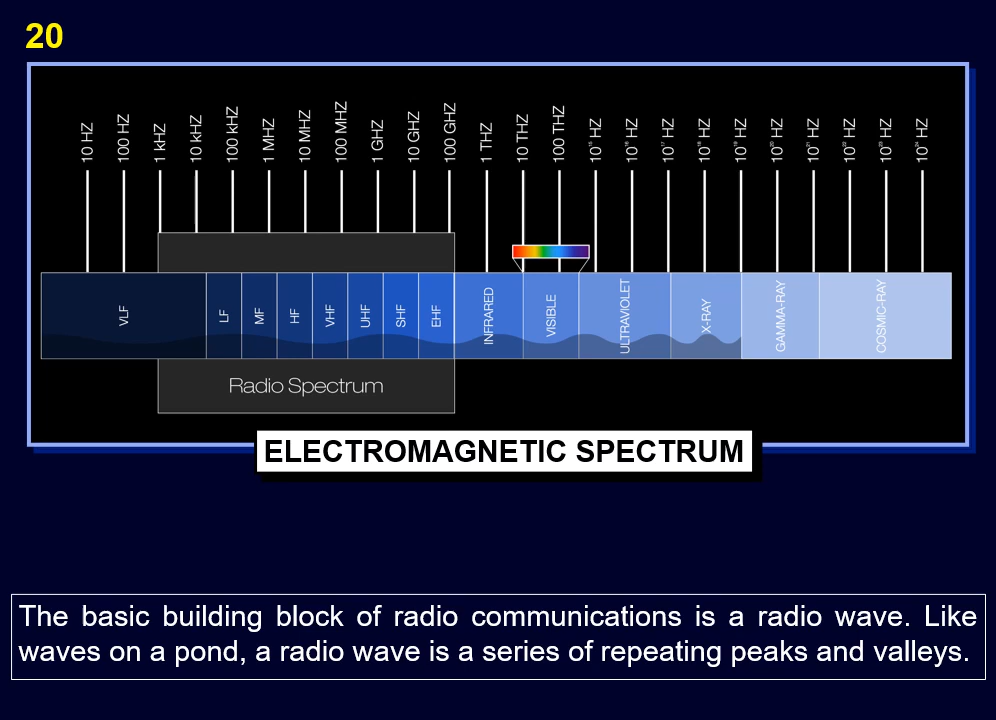 20
10 HZ
100 HZ
1 kHZ
10 kHZ
100 kHZ
1 MHZ
10 MHZ
100 MHZ
1 GHZ
10 GHZ
100 GHZ
1 THZ
10 THZ
100 THZ
10¹⁵ HZ
10¹⁶ HZ
10¹⁷ HZ
10¹⁸ HZ
10¹⁹ HZ
10²⁰ HZ
10²¹ HZ
10²² HZ
10²³ HZ
10²⁴ HZ
VLF
LF
MF
HF
VHF
UHF
SHF
EHF
INFRARED
VISIBLE
ULTRAVIOLET
X-RAY
GAMMA-RAY
COSMIC-RAY
Radio Spectrum
ELECTROMAGNETIC SPECTRUM
The basic building block of radio communications is a radio wave. Like
waves on a pond, a radio wave is a series of repeating peaks and valleys.